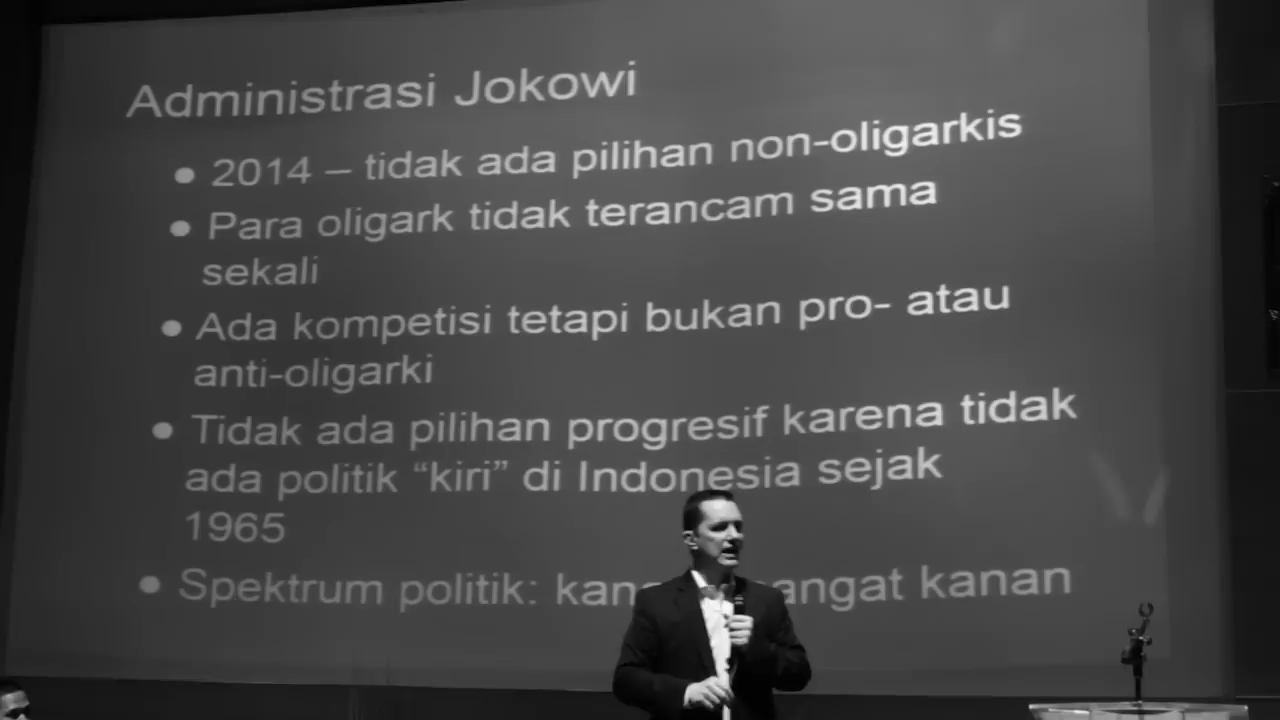 Administrasi Jokowi
• 2014 – tidak ada pilihan non-oligarkis
• Para oligark tidak terancam sama
sekali
• Ada kompetisi tetapi bukan pro- atau
anti-oligarki
• Tidak ada pilihan progresif karena tidak
ada politik “kiri” di Indonesia sejak
1965
• Spektrum politik: kanan